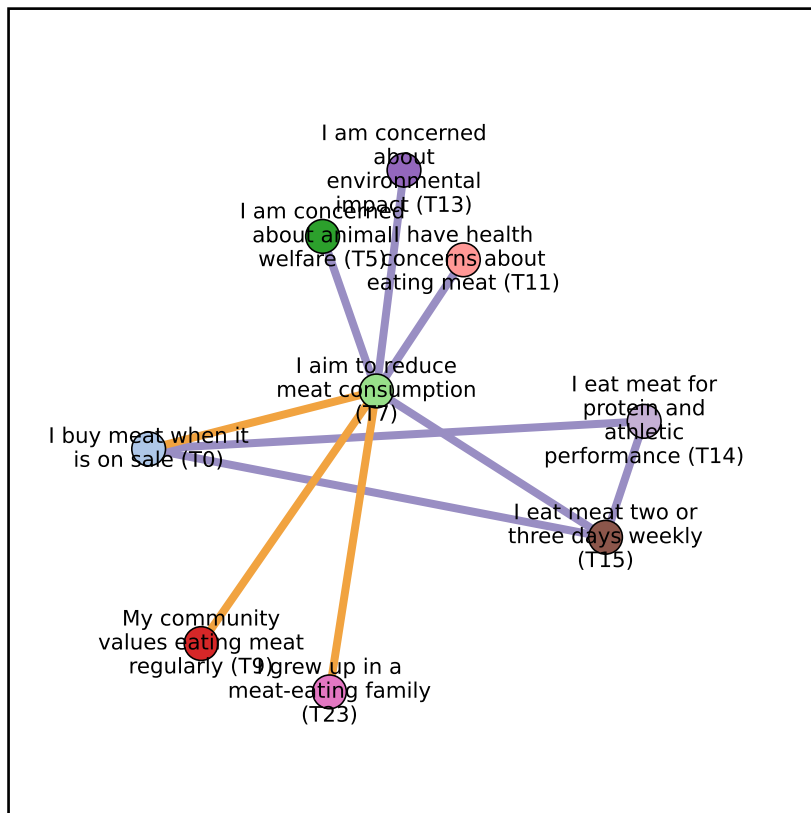 I am concerned
about
environmental
impact (T13)
I am concerned
about animal
welfare (T5)
I have health
concerns about
eating meat (T11)
I aim to reduce
meat consumption
(T7)
I eat meat for
protein and
athletic
performance (T14)
I buy meat when it
is on sale (T0)
I eat meat two or
three days weekly
(T15)
My community
values eating meat
regularly (T9)
I grew up in a
meat-eating family
(T23)